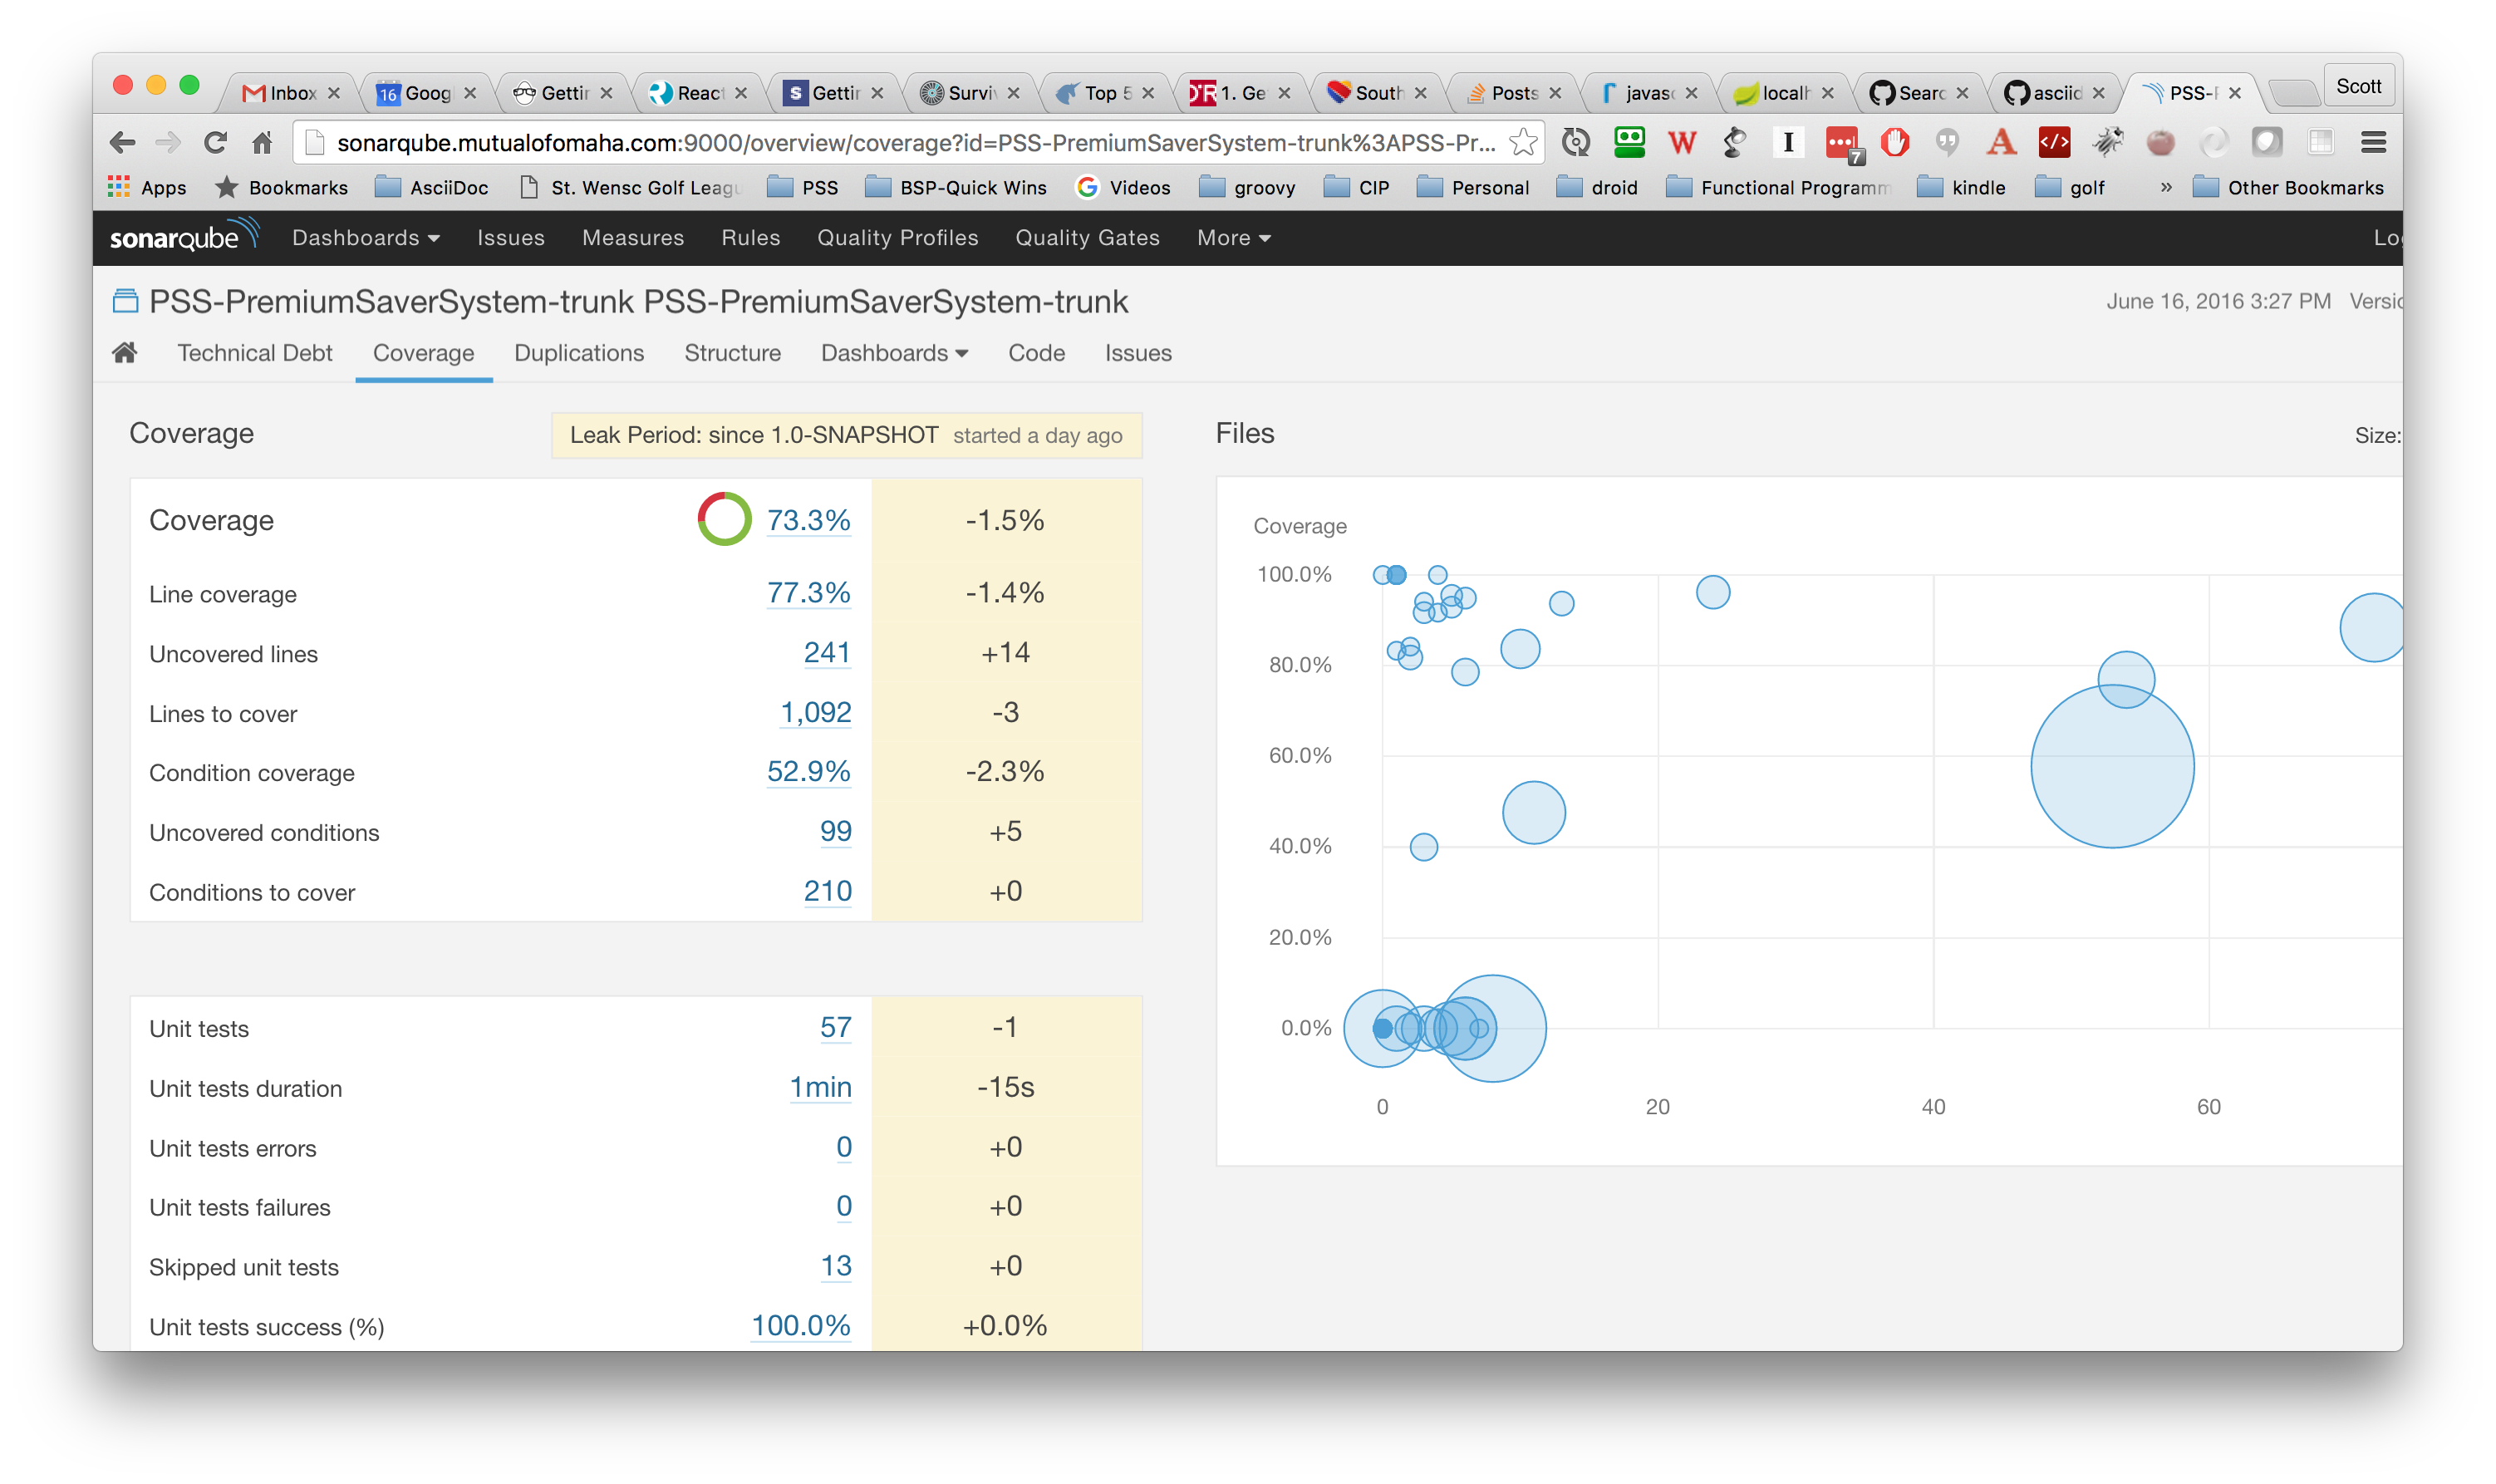 Inbox Goog Gettin React Gettin Surviv Top 5 1. Ge South Posts javasc localh Searc asciid PSS-P Scott
sonarqube.mutualofomaha.com:9000/overview/coverage?id=PSS-PremiumSaverSystem-trunk%3APSS-Pr...
Apps Bookmarks AsciiDoc St. Wensc Golf Leagu PSS BSP-Quick Wins Videos groovy CIP Personal droid Functional Programm kindle golf » Other Bookmarks
sonarqube Dashboards Issues Measures Rules Quality Profiles Quality Gates More Log
PSS-PremiumSaverSystem-trunk PSS-PremiumSaverSystem-trunk June 16, 2016 3:27 PM Versio
Technical Debt Coverage Duplications Structure Dashboards Code Issues
Coverage Leak Period: since 1.0-SNAPSHOT started a day ago
Coverage 73.3% -1.5%
Line coverage 77.3% -1.4%
Uncovered lines 241 +14
Lines to cover 1,092 -3
Condition coverage 52.9% -2.3%
Uncovered conditions 99 +5
Conditions to cover 210 +0
Unit tests 57 -1
Unit tests duration 1min -15s
Unit tests errors 0 +0
Unit tests failures 0 +0
Skipped unit tests 13 +0
Unit tests success (%) 100.0% +0.0%
Files Size:
Coverage
100.0%
80.0%
60.0%
40.0%
20.0%
0.0%
0 20 40 60